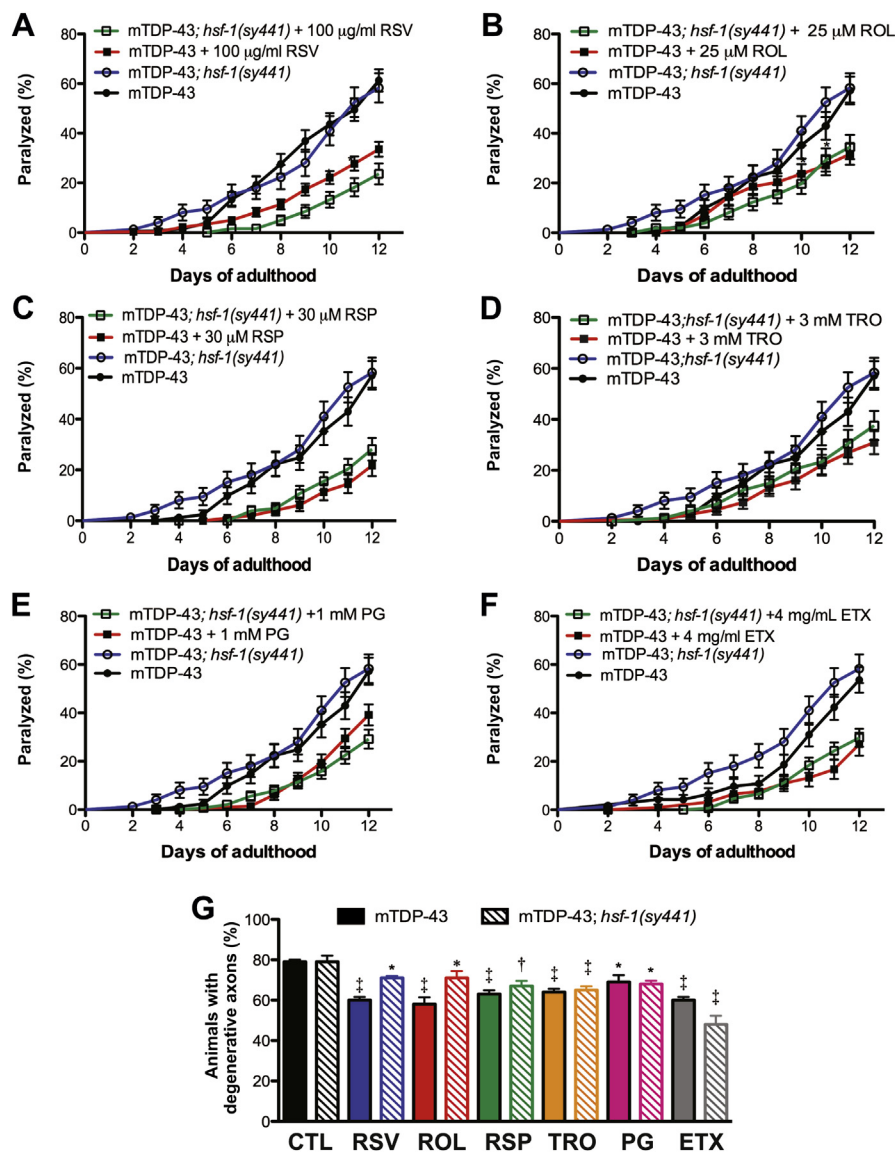 A
mTDP-43; hsf-1(sy441) + 100 µg/ml RSV
mTDP-43 + 100 µg/ml RSV
mTDP-43; hsf-1(sy441)
mTDP-43
Paralyzed (%)
80
60
40
20
0
0 2 4 6 8 10 12
Days of adulthood
B
mTDP-43; hsf-1(sy441) + 25 µM ROL
mTDP-43 + 25 µM ROL
mTDP-43; hsf-1(sy441)
mTDP-43
Paralyzed (%)
80
60
40
20
0
0 2 4 6 8 10 12
Days of adulthood
C
mTDP-43; hsf-1(sy441) + 30 µM RSP
mTDP-43 + 30 µM RSP
mTDP-43; hsf-1(sy441)
mTDP-43
Paralyzed (%)
80
60
40
20
0
0 2 4 6 8 10 12
Days of adulthood
D
mTDP-43;hsf-1(sy441) + 3 mM TRO
mTDP-43 + 3 mM TRO
mTDP-43;hsf-1(sy441)
mTDP-43
Paralyzed (%)
80
60
40
20
0
0 2 4 6 8 10 12
Days of adulthood
E
mTDP-43; hsf-1(sy441) +1 mM PG
mTDP-43 + 1 mM PG
mTDP-43; hsf-1(sy441)
mTDP-43
Paralyzed (%)
80
60
40
20
0
0 2 4 6 8 10 12
Days of adulthood
F
mTDP-43; hsf-1(sy441) +4 mg/mL ETX
mTDP-43 + 4 mg/ml ETX
mTDP-43; hsf-1(sy441)
mTDP-43
Paralyzed (%)
80
60
40
20
0
0 2 4 6 8 10 12
Days of adulthood
G
mTDP-43 mTDP-43; hsf-1(sy441)
Animals with
degenerative axons (%)
100
80
60
40
20
0
‡ * ‡ * ‡ † ‡ ‡ * * ‡ ‡
CTL RSV ROL RSP TRO PG ETX